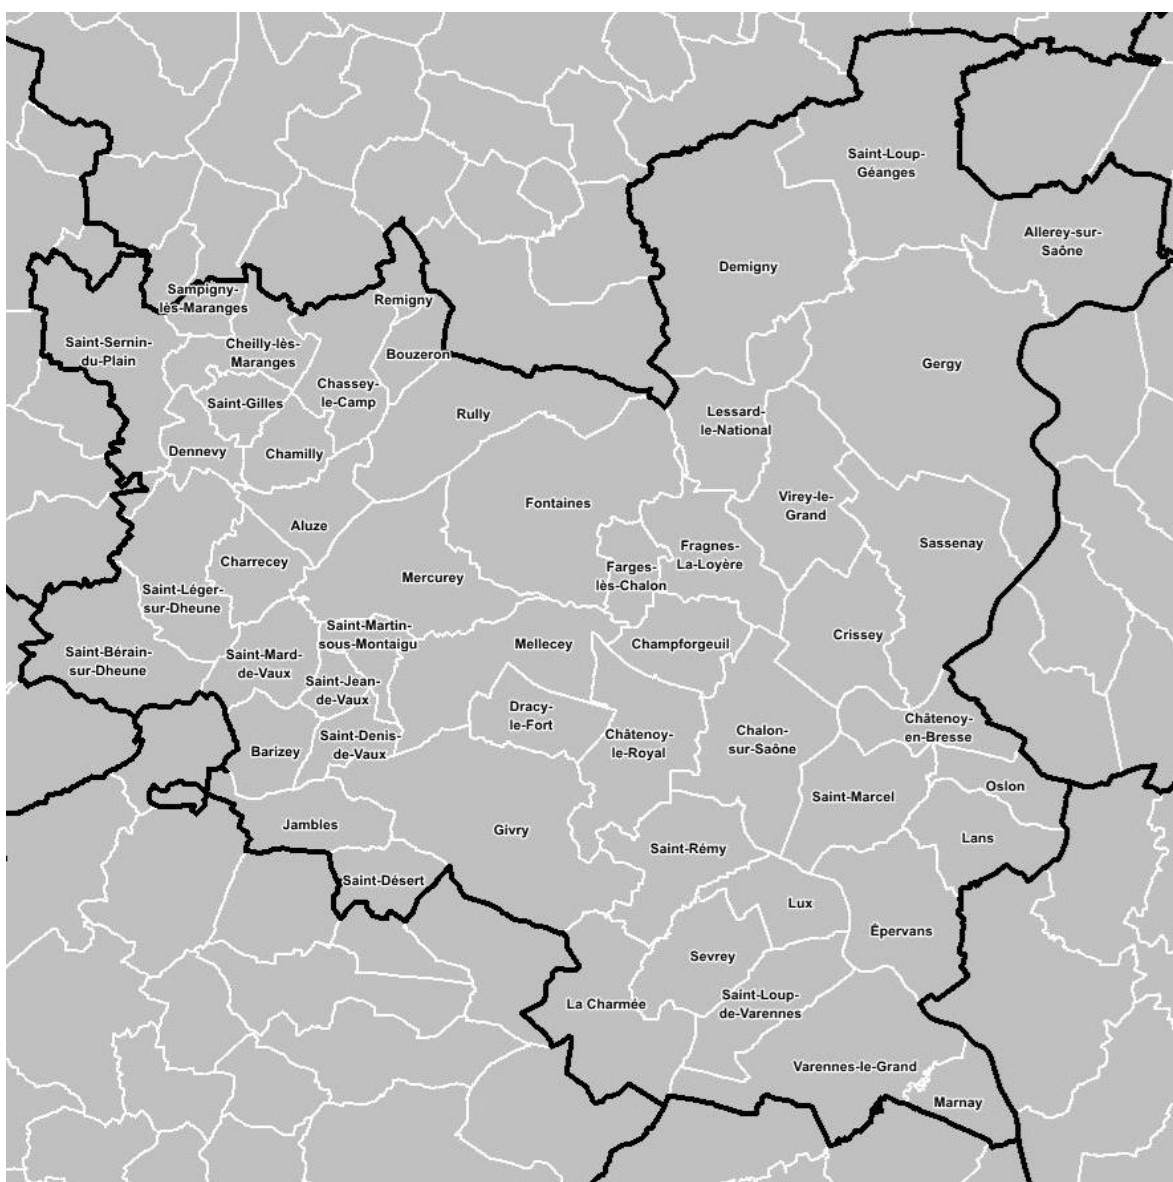 Saint-Loup-
Géanges
Allerey-sur-
Saône
Demigny
Sampigny-
lès-Maranges
Remigny
Saint-Sernin-
du-Plain
Cheilly-lès-
Maranges
Bouzeron
Gergy
Chassey-
le-Camp
Saint-Gilles
Rully
Lessard-
le-National
Dennevy
Chamilly
Fontaines
Virey-le-
Grand
Aluze
Sassenay
Fragnes-
La-Loyère
Charrecey
Mercurey
Farges-
lès-Chalon
Saint-Léger-
sur-Dheune
Saint-Martin-
sous-Montaigu
Mellecey
Champforgeuil
Crissey
Saint-Bérain-
sur-Dheune
Saint-Mard-
de-Vaux
Saint-Jean-
de-Vaux
Dracy-
le-Fort
Châtenoy-
en-Bresse
Barizey
Saint-Denis-
de-Vaux
Châtenoy-
le-Royal
Chalon-
sur-Saône
Oslon
Saint-Marcel
Jambles
Givry
Lans
Saint-Rémy
Saint-Désert
Lux
Épervans
Sevrey
La Charmée
Saint-Loup-
de-Varennes
Varennes-le-Grand
Marnay